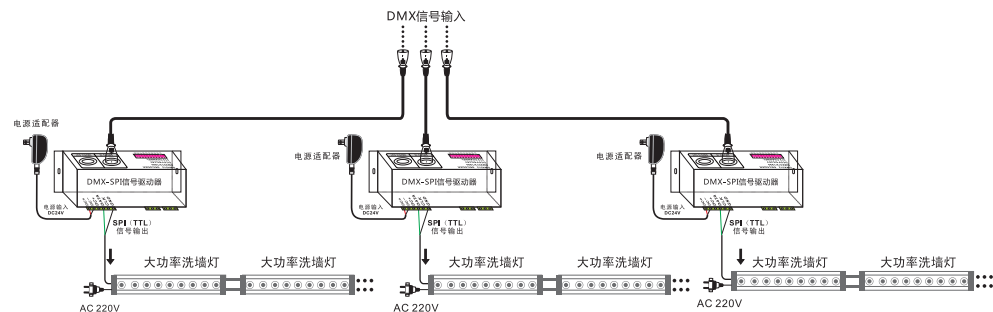 DMX信号输入
电源适配器
DMX-SPI信号驱动器
电源输入
DC24V
SPI（TTL）
信号输出
大功率洗墙灯
大功率洗墙灯
AC 220V
电源适配器
DMX-SPI信号驱动器
电源输入
DC24V
SPI（TTL）
信号输出
大功率洗墙灯
大功率洗墙灯
AC 220V
电源适配器
DMX-SPI信号驱动器
电源输入
DC24V
SPI（TTL）
信号输出
大功率洗墙灯
大功率洗墙灯
AC 220V